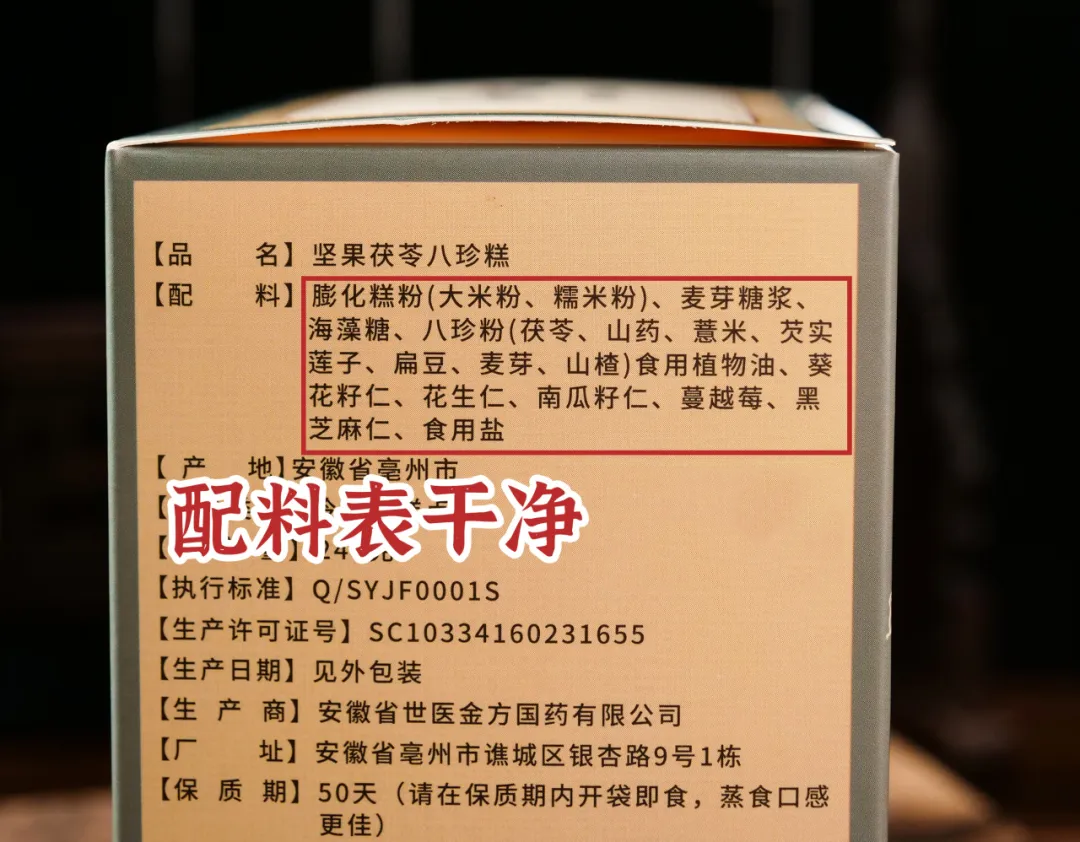 【品 名】坚果茯苓八珍糕
【配 料】膨化糕粉(大米粉、糯米粉)、麦芽糖浆、
海藻糖、八珍粉(茯苓、山药、薏米、芡实
莲子、扁豆、麦芽、山楂)食用植物油、葵
花籽仁、花生仁、南瓜籽仁、蔓越莓、黑
芝麻仁、食用盐
【产 地】安徽省亳州市
配料表干净
【执行标准】Q/SYJF0001S
【生产许可证号】SC10334160231655
【生产日期】见外包装
【生 产 商】安徽省世医金方国药有限公司
【厂 址】安徽省亳州市谯城区银杏路9号1栋
【保 质 期】50天（请在保质期内开袋即食，蒸食口感
更佳）